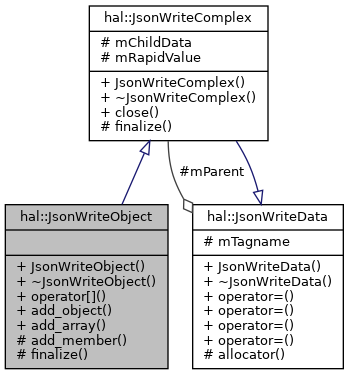 hal::JsonWriteComplex
# mChildData
# mRapidValue
+ JsonWriteComplex()
+ ~JsonWriteComplex()
+ close()
# finalize()
#mParent
hal::JsonWriteObject
+ JsonWriteObject()
+ ~JsonWriteObject()
+ operator[]()
+ add_object()
+ add_array()
# add_member()
# finalize()
hal::JsonWriteData
# mTagname
+ JsonWriteData()
+ ~JsonWriteData()
+ operator=()
+ operator=()
+ operator=()
+ operator=()
# allocator()